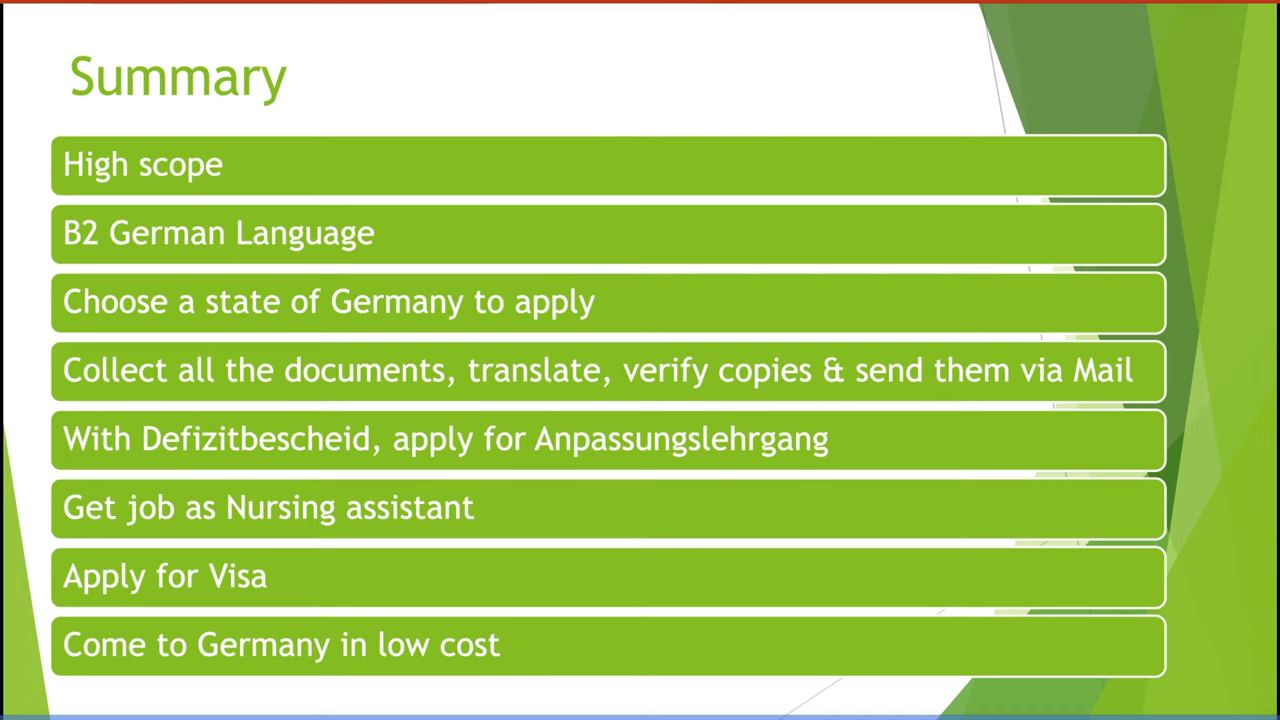 Summary
High scope
B2 German Language
Choose a state of Germany to apply
Collect all the documents, translate, verify copies & send them via Mail
With Defizitbescheid, apply for Anpassungslehrgang
Get job as Nursing assistant
Apply for Visa
Come to Germany in low cost